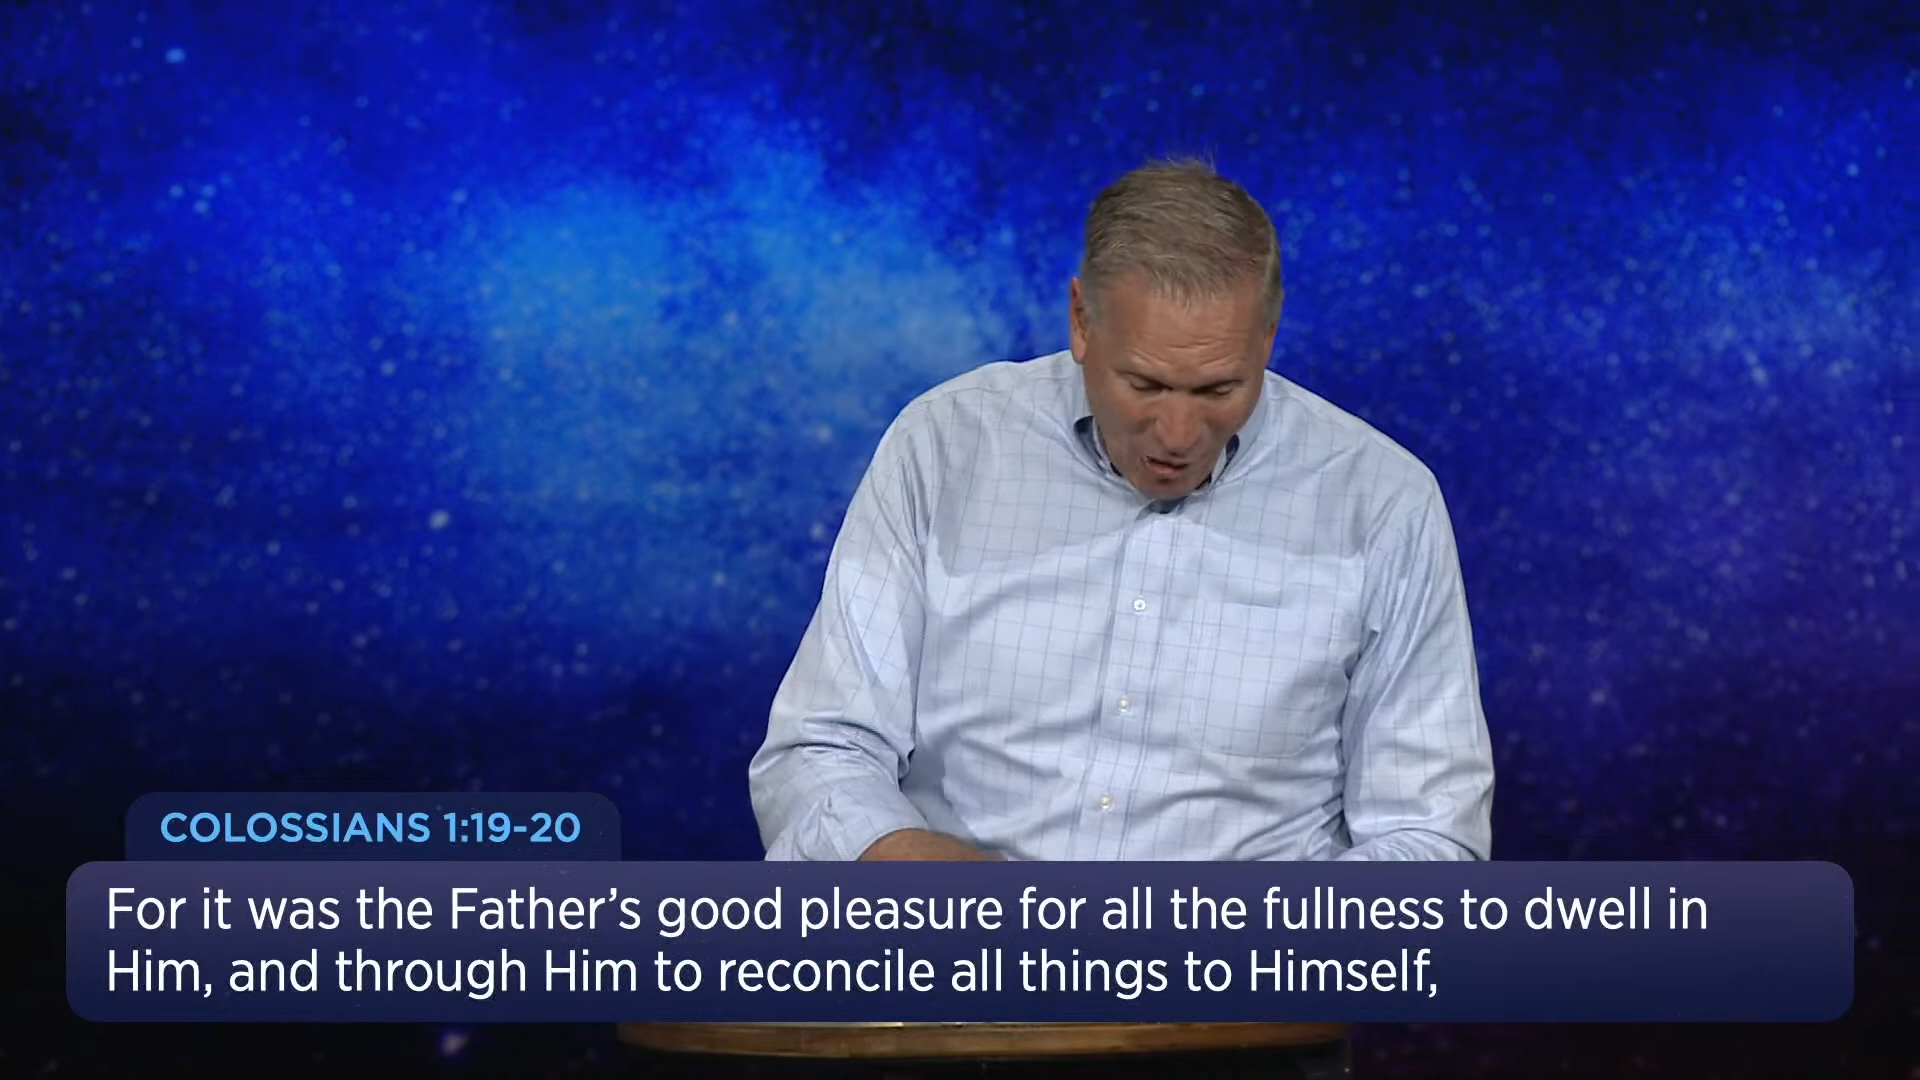 COLOSSIANS 1:19-20
For it was the Father’s good pleasure for all the fullness to dwell in
Him, and through Him to reconcile all things to Himself,